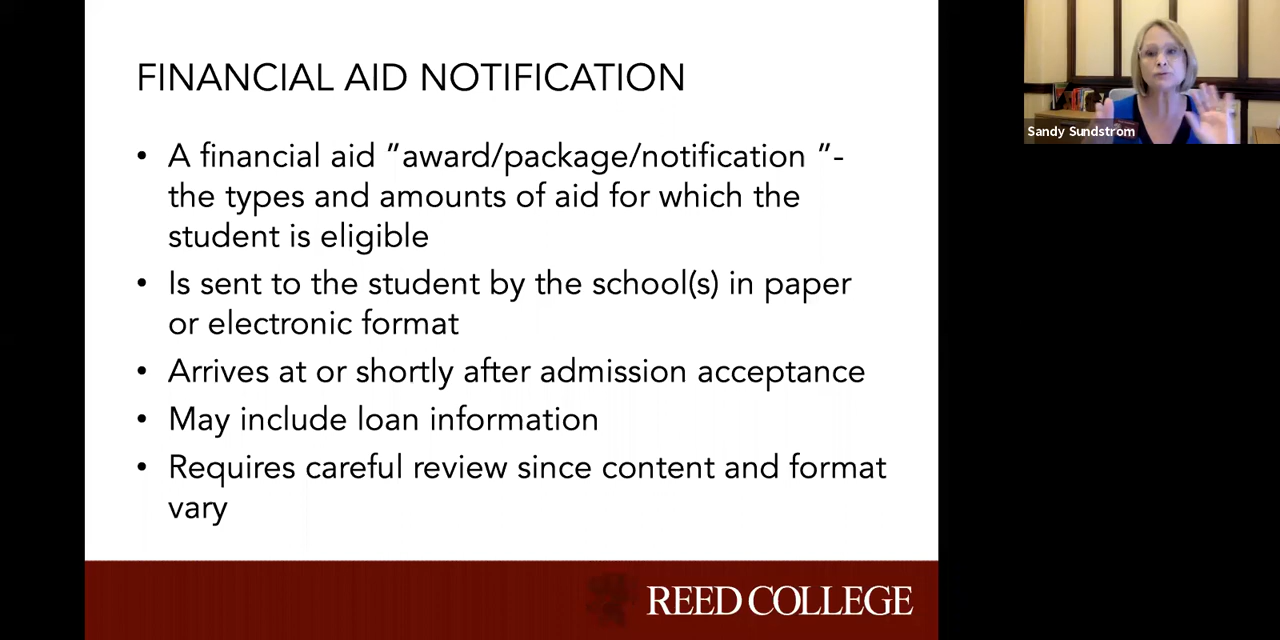 FINANCIAL AID NOTIFICATION
• A financial aid ”award/package/notification ”-
the types and amounts of aid for which the
student is eligible
• Is sent to the student by the school(s) in paper
or electronic format
• Arrives at or shortly after admission acceptance
• May include loan information
• Requires careful review since content and format
vary
REED COLLEGE
Sandy Sundstrom